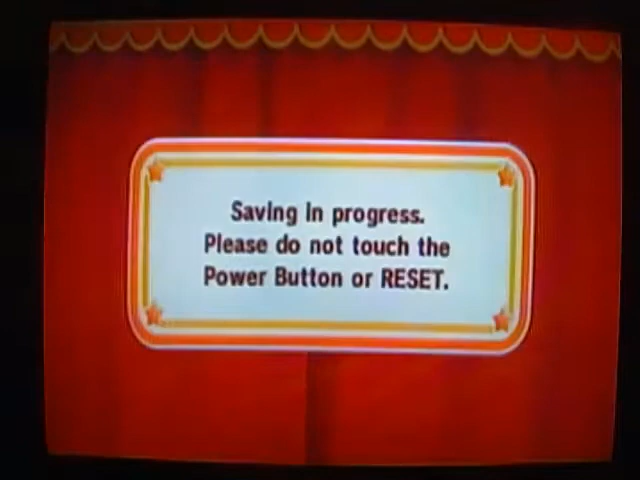 Saving in progress.
Please do not touch the
Power Button or RESET.